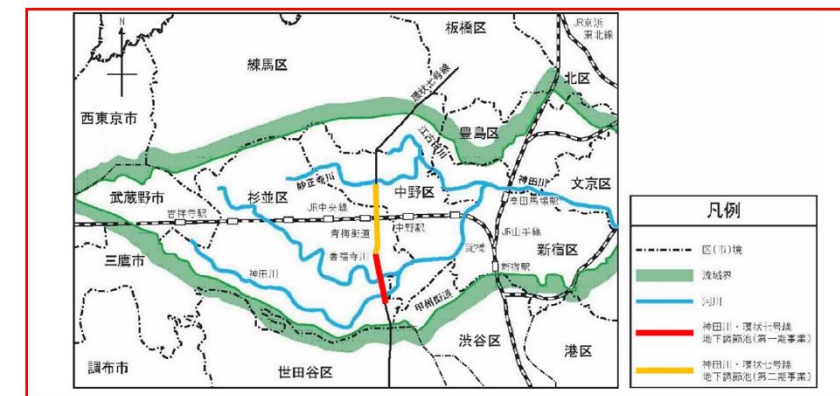 JR京浜
東北線
板橋区
N
練馬区
環状七号線
北区
西東京市
豊島区
江古田川
妙正寺川
神田川
文京区
武蔵野市
杉並区
中野区
高田馬場駅
吉祥寺駅
JR中央線
中野駅
青梅街道
淀橋
JR山手線
新宿区
善福寺川
三鷹市
神田川
新宿駅
甲州街道
渋谷区
港区
調布市
世田谷区
凡例
区(市)境
流域界
河川
神田川・環状七号線
地下調節池(第一期事業)
神田川・環状七号線
地下調節池(第二期事業)